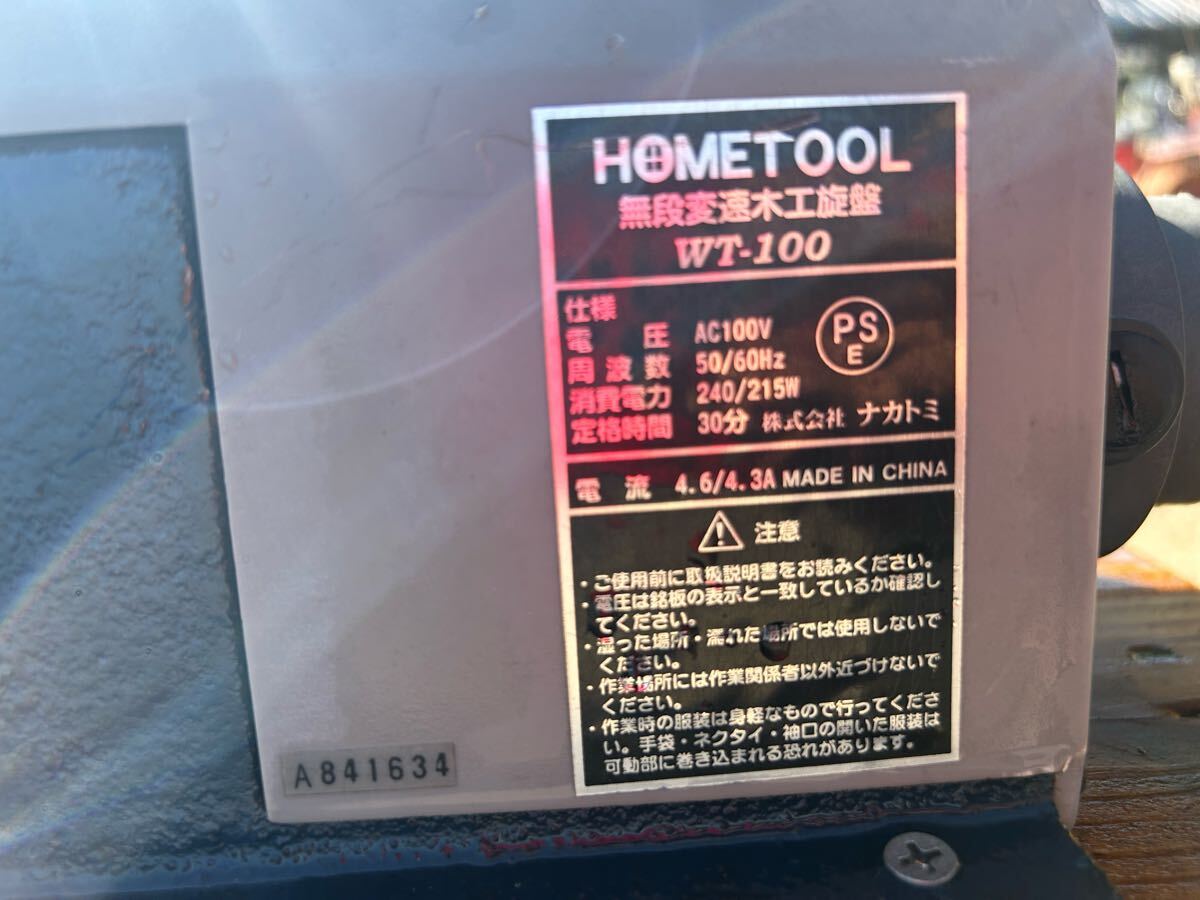 HOMETOOL
無段変速木工旋盤
WT-100
仕様
電圧 AC100V
周波数 50/60Hz
消費電力 240/215W
定格時間 30分 株式会社 ナカトミ
PS
E
電流 4.6/4.3A MADE IN CHINA
注意
・ご使用前に取扱説明書をお読みください。
・電圧は銘板の表示と一致しているか確認し
てください。
・湿った場所・濡れた場所では使用しないで
ください。
・作業場所には作業関係者以外近づけないで
ください。
・作業時の服装は身軽なもので行ってくださ
い。手袋・ネクタイ・袖口の開いた服装は
可動部に巻き込まれる恐れがあります。
A841634